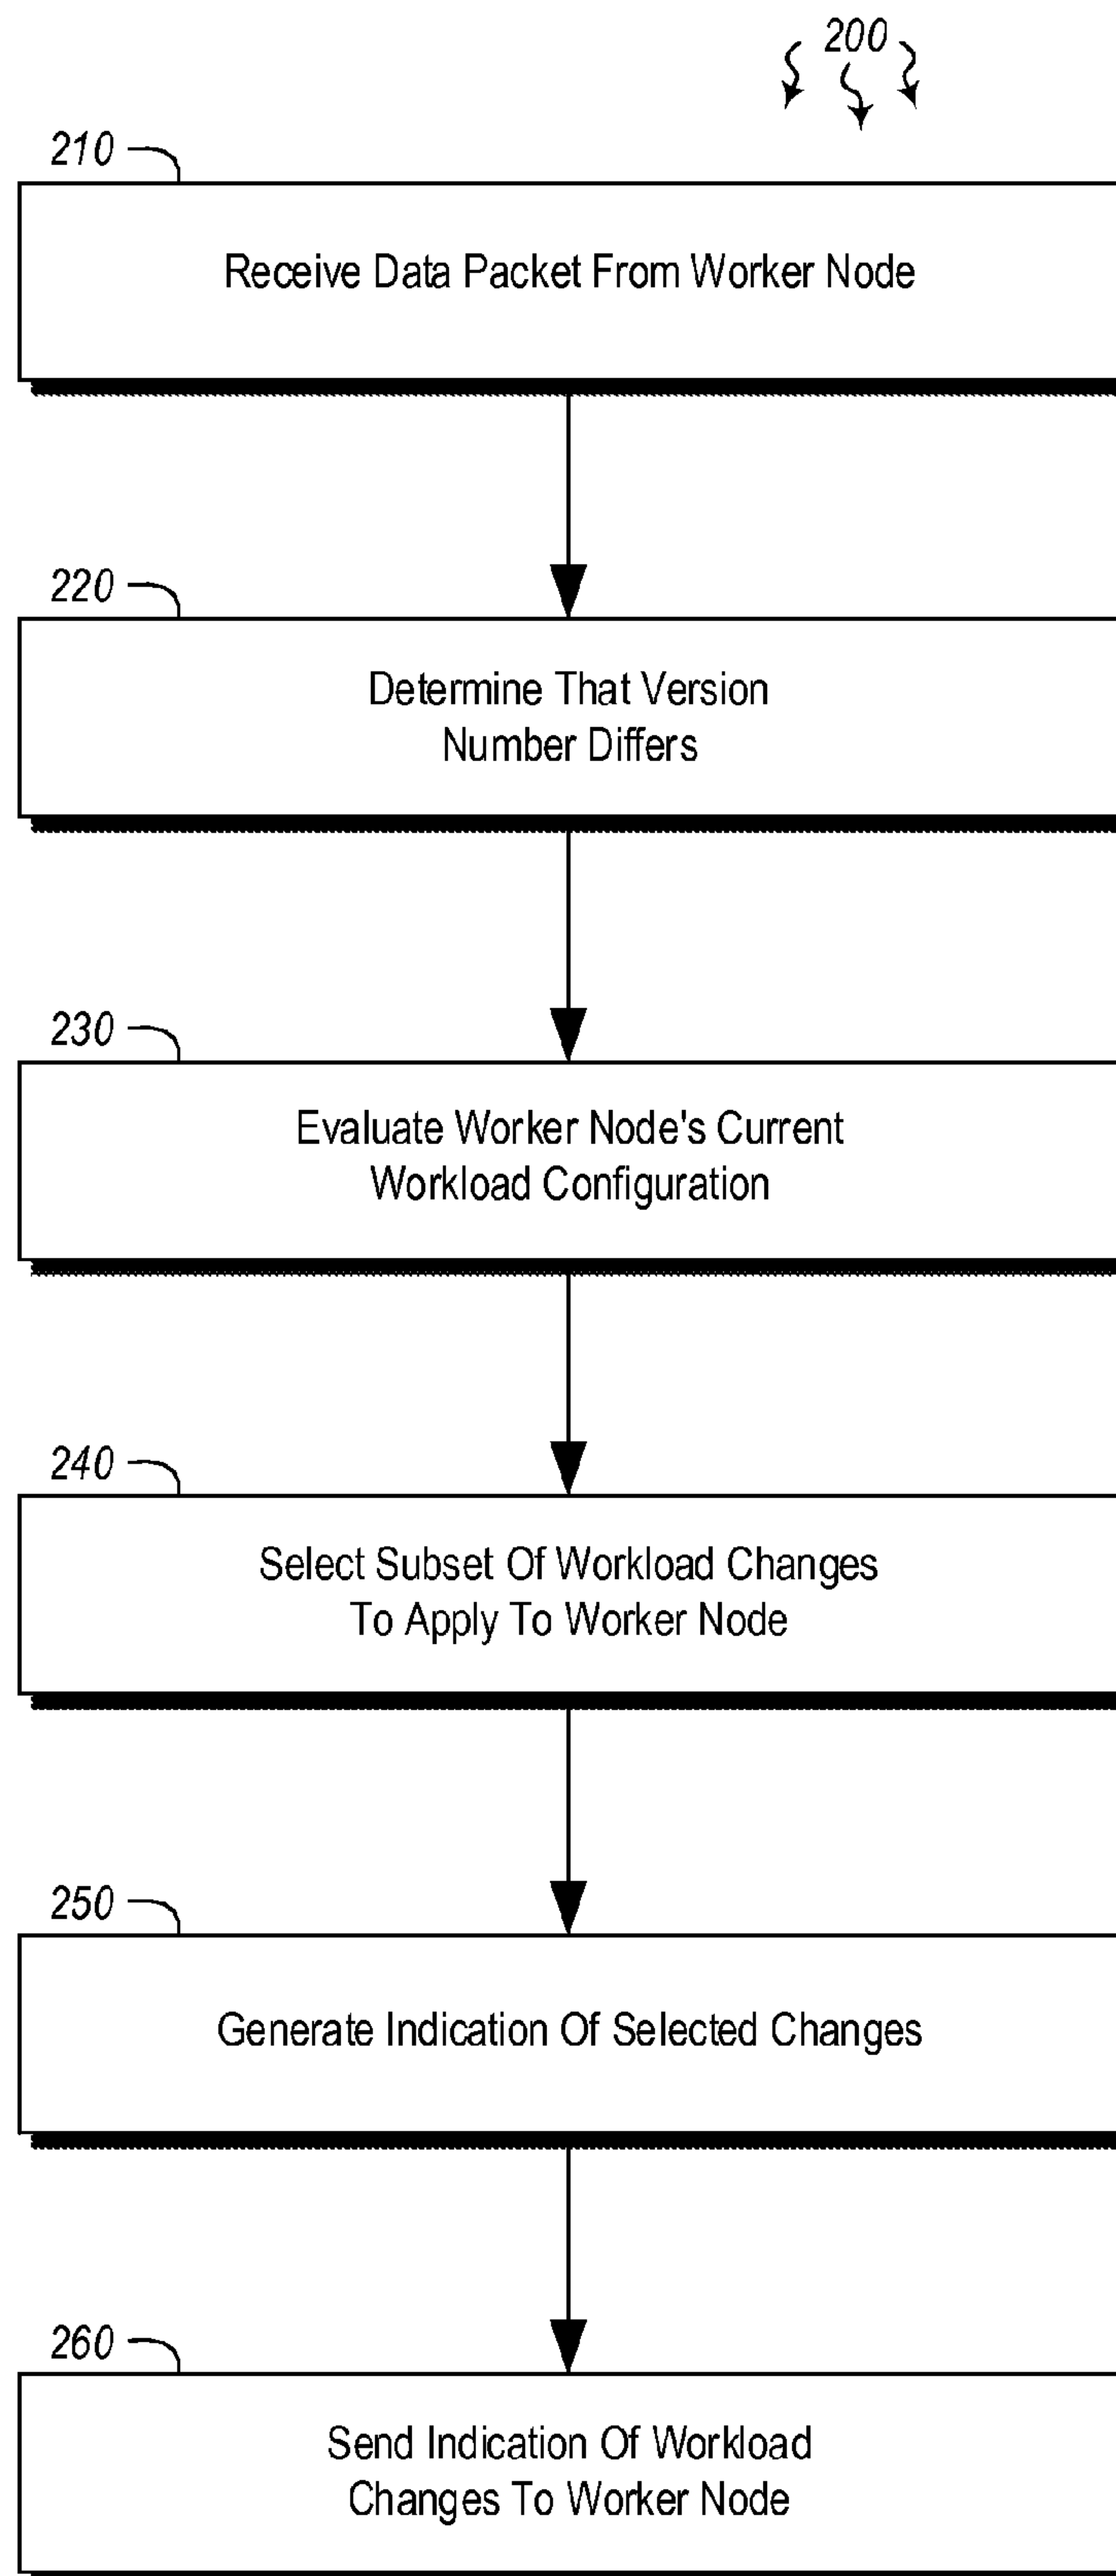 200
210
Receive Data Packet From Worker Node
220
Determine That Version
Number Differs
230
Evaluate Worker Node's Current
Workload Configuration
240
Select Subset Of Workload Changes
To Apply To Worker Node
250
Generate Indication Of Selected Changes
260
Send Indication Of Workload
Changes To Worker Node